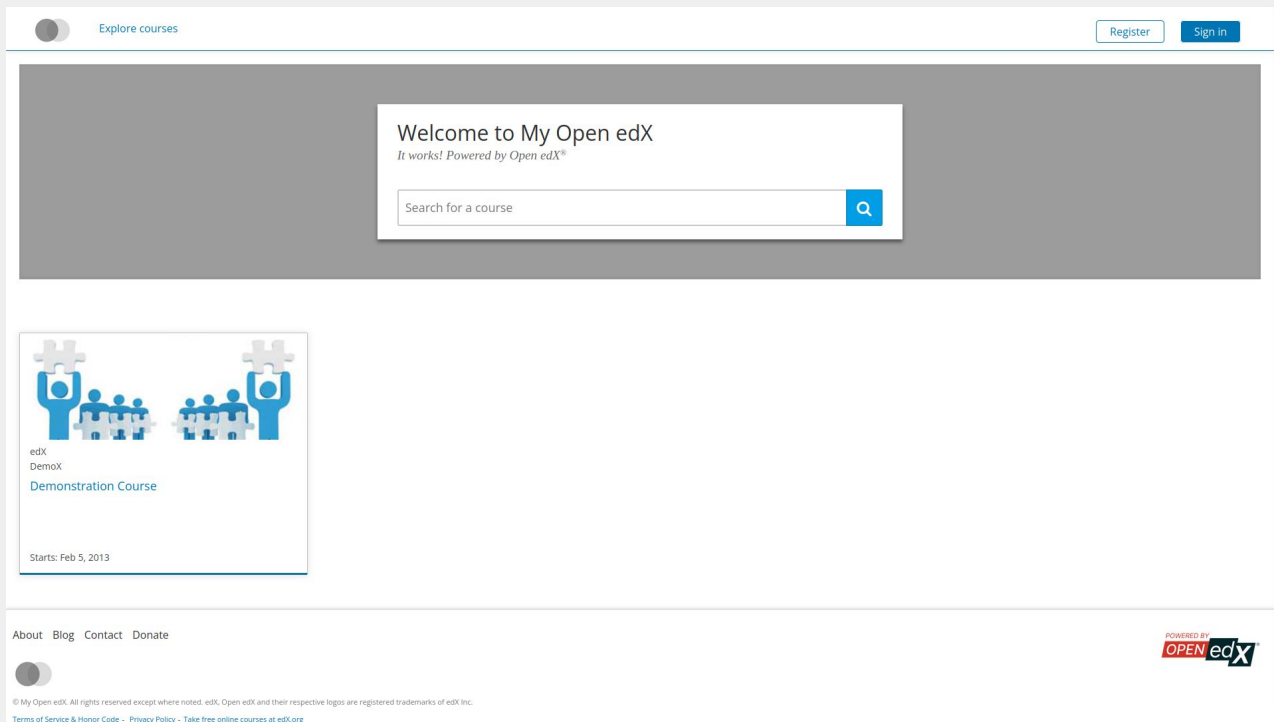 Explore courses
Register
Sign in
Welcome to My Open edX
It works! Powered by Open edX®
Search for a course
edX
DemoX
Demonstration Course
Starts: Feb 5, 2013
About Blog Contact Donate
POWERED BY
OPEN edX®
© My Open edX. All rights reserved except where noted. edX, Open edX and their respective logos are registered trademarks of edX Inc.
Terms of Service & Honor Code - Privacy Policy - Take free online courses at edX.org